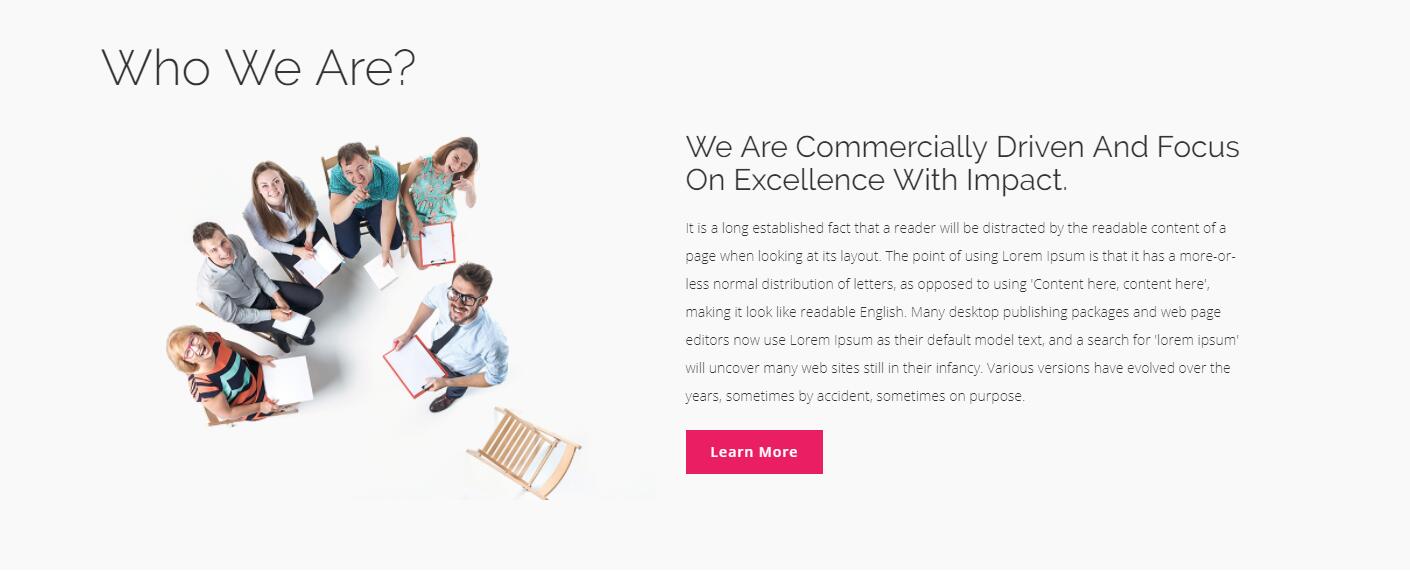 Who We Are?
We Are Commercially Driven And Focus
On Excellence With Impact.
It is a long established fact that a reader will be distracted by the readable content of a
page when looking at its layout. The point of using Lorem Ipsum is that it has a more-or-
less normal distribution of letters, as opposed to using 'Content here, content here',
making it look like readable English. Many desktop publishing packages and web page
editors now use Lorem Ipsum as their default model text, and a search for 'lorem ipsum'
will uncover many web sites still in their infancy. Various versions have evolved over the
years, sometimes by accident, sometimes on purpose.
Learn More